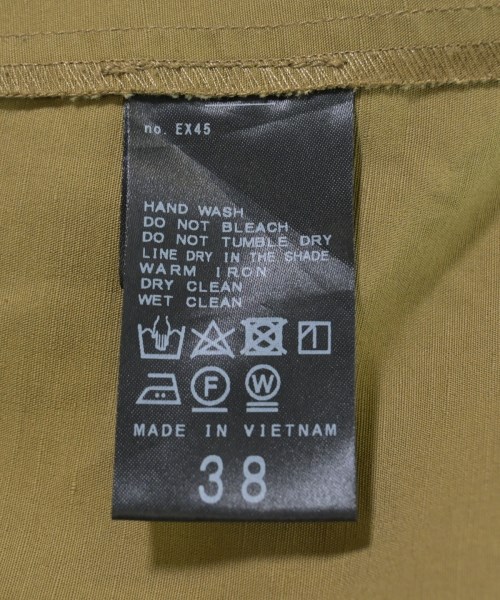 no. EX45
HAND WASH
DO NOT BLEACH
DO NOT TUMBLE DRY
LINE DRY IN THE SHADE
WARM IRON
DRY CLEAN
WET CLEAN
F W
MADE IN VIETNAM
38